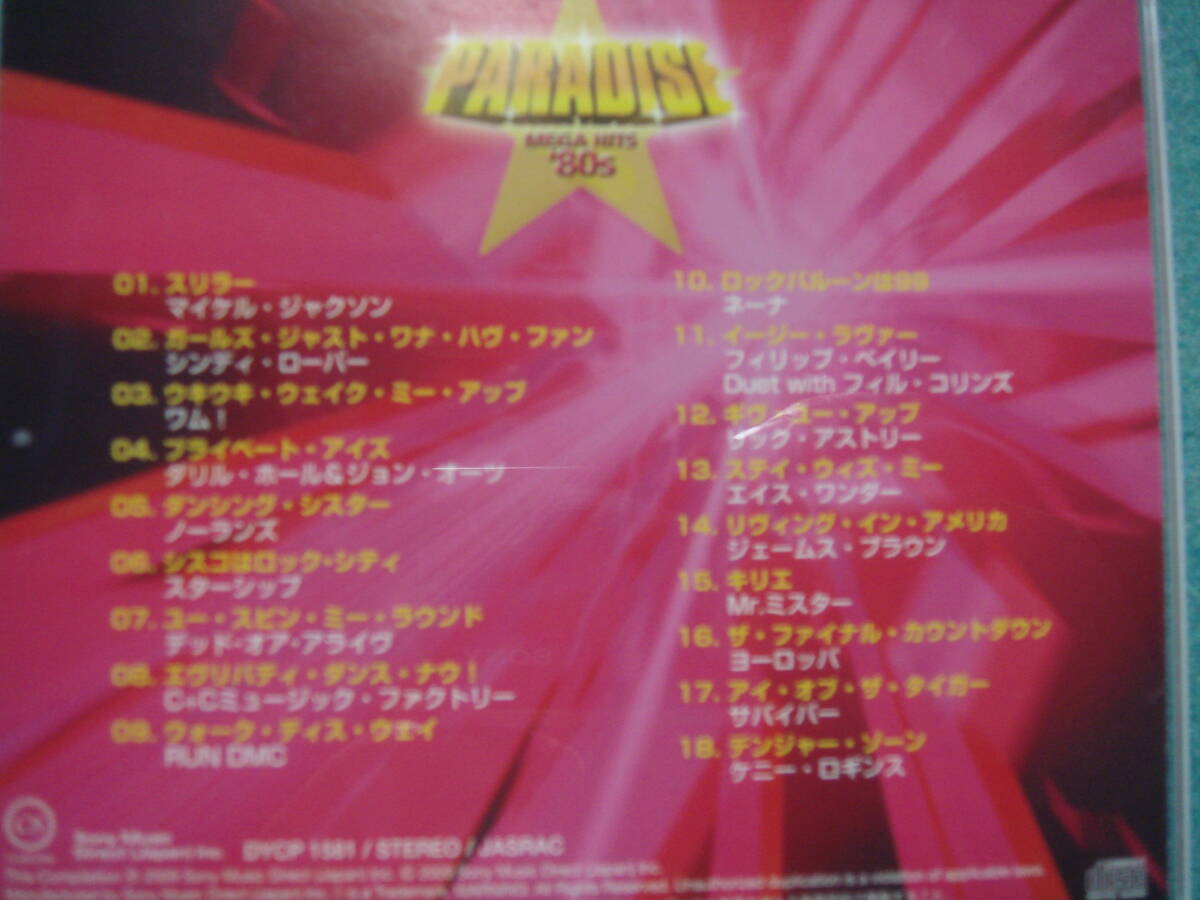 PARADISE
MEGA HITS
'80s
01. スリラー
マイケル・ジャクソン
02. ガールズ・ジャスト・ワナ・ハヴ・ファン
シンディ・ローパー
03. ウキウキ・ウェイク・ミー・アップ
ワム!
04. プライベート・アイズ
ダリル・ホール&ジョン・オーツ
05. ダンシング・シスター
ノーランズ
06. シスコはロック・シティ
スターシップ
07. ユー・スピン・ミー・ラウンド
デッド・オア・アライヴ
08. エヴリバディ・ダンス・ナウ!
C+Cミュージック・ファクトリー
09. ウォーク・ディス・ウェイ
RUN DMC
10. ロックバルーンは99
ネーナ
11. イージー・ラヴァー
フィリップ・ベイリー
Duet with フィル・コリンズ
12. ギヴ・ユー・アップ
リック・アストリー
13. ステイ・ウィズ・ミー
エイス・ワンダー
14. リヴィング・イン・アメリカ
ジェームス・ブラウン
15. キリエ
Mr.ミスター
16. ザ・ファイナル・カウントダウン
ヨーロッパ
17. アイ・オブ・ザ・タイガー
サバイバー
18. デンジャー・ゾーン
ケニー・ロギンス
Sony Music
Direct (Japan) Inc.
DYCP 1581 / STEREO / JASRAC